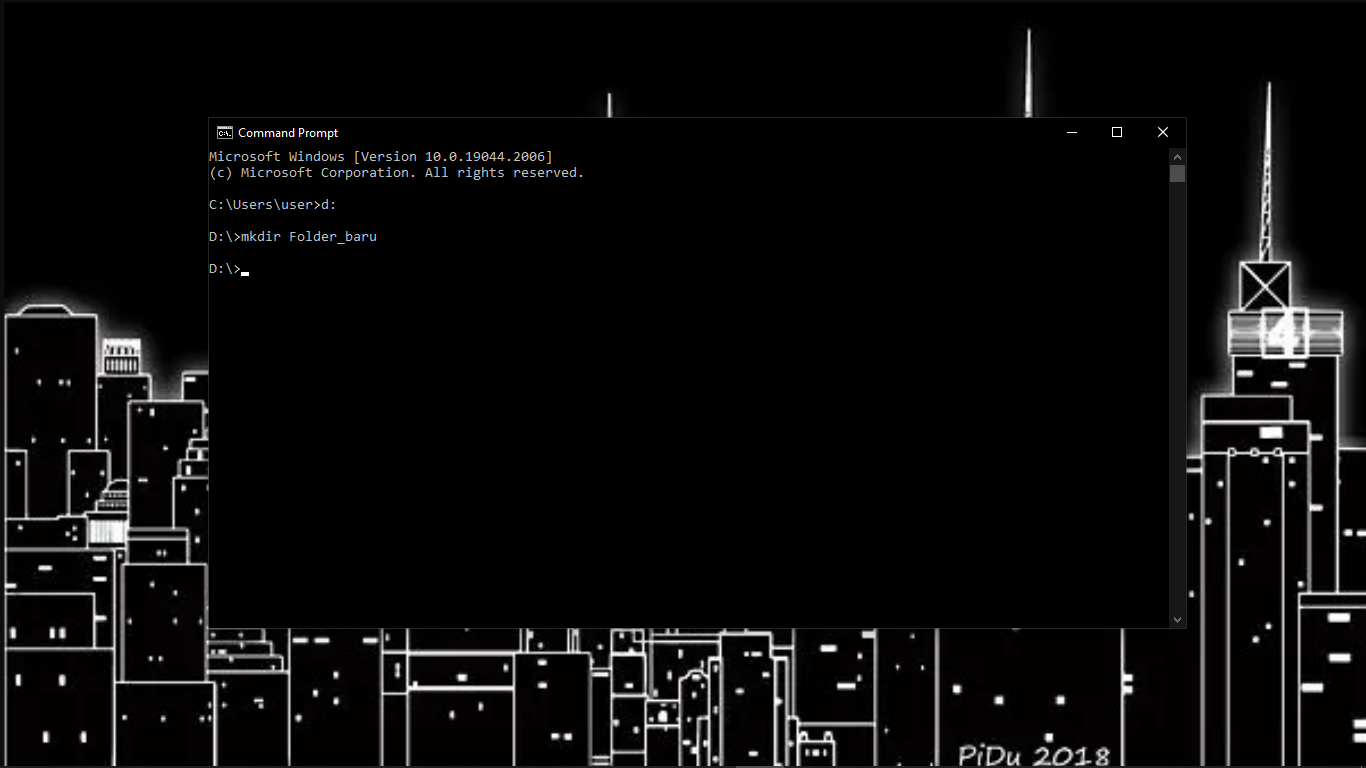 Command Prompt
Microsoft Windows [Version 10.0.19044.2006]
(c) Microsoft Corporation. All rights reserved.
C:\Users\user>d:
D:\>mkdir Folder_baru
D:\>
4
PiDu 2018